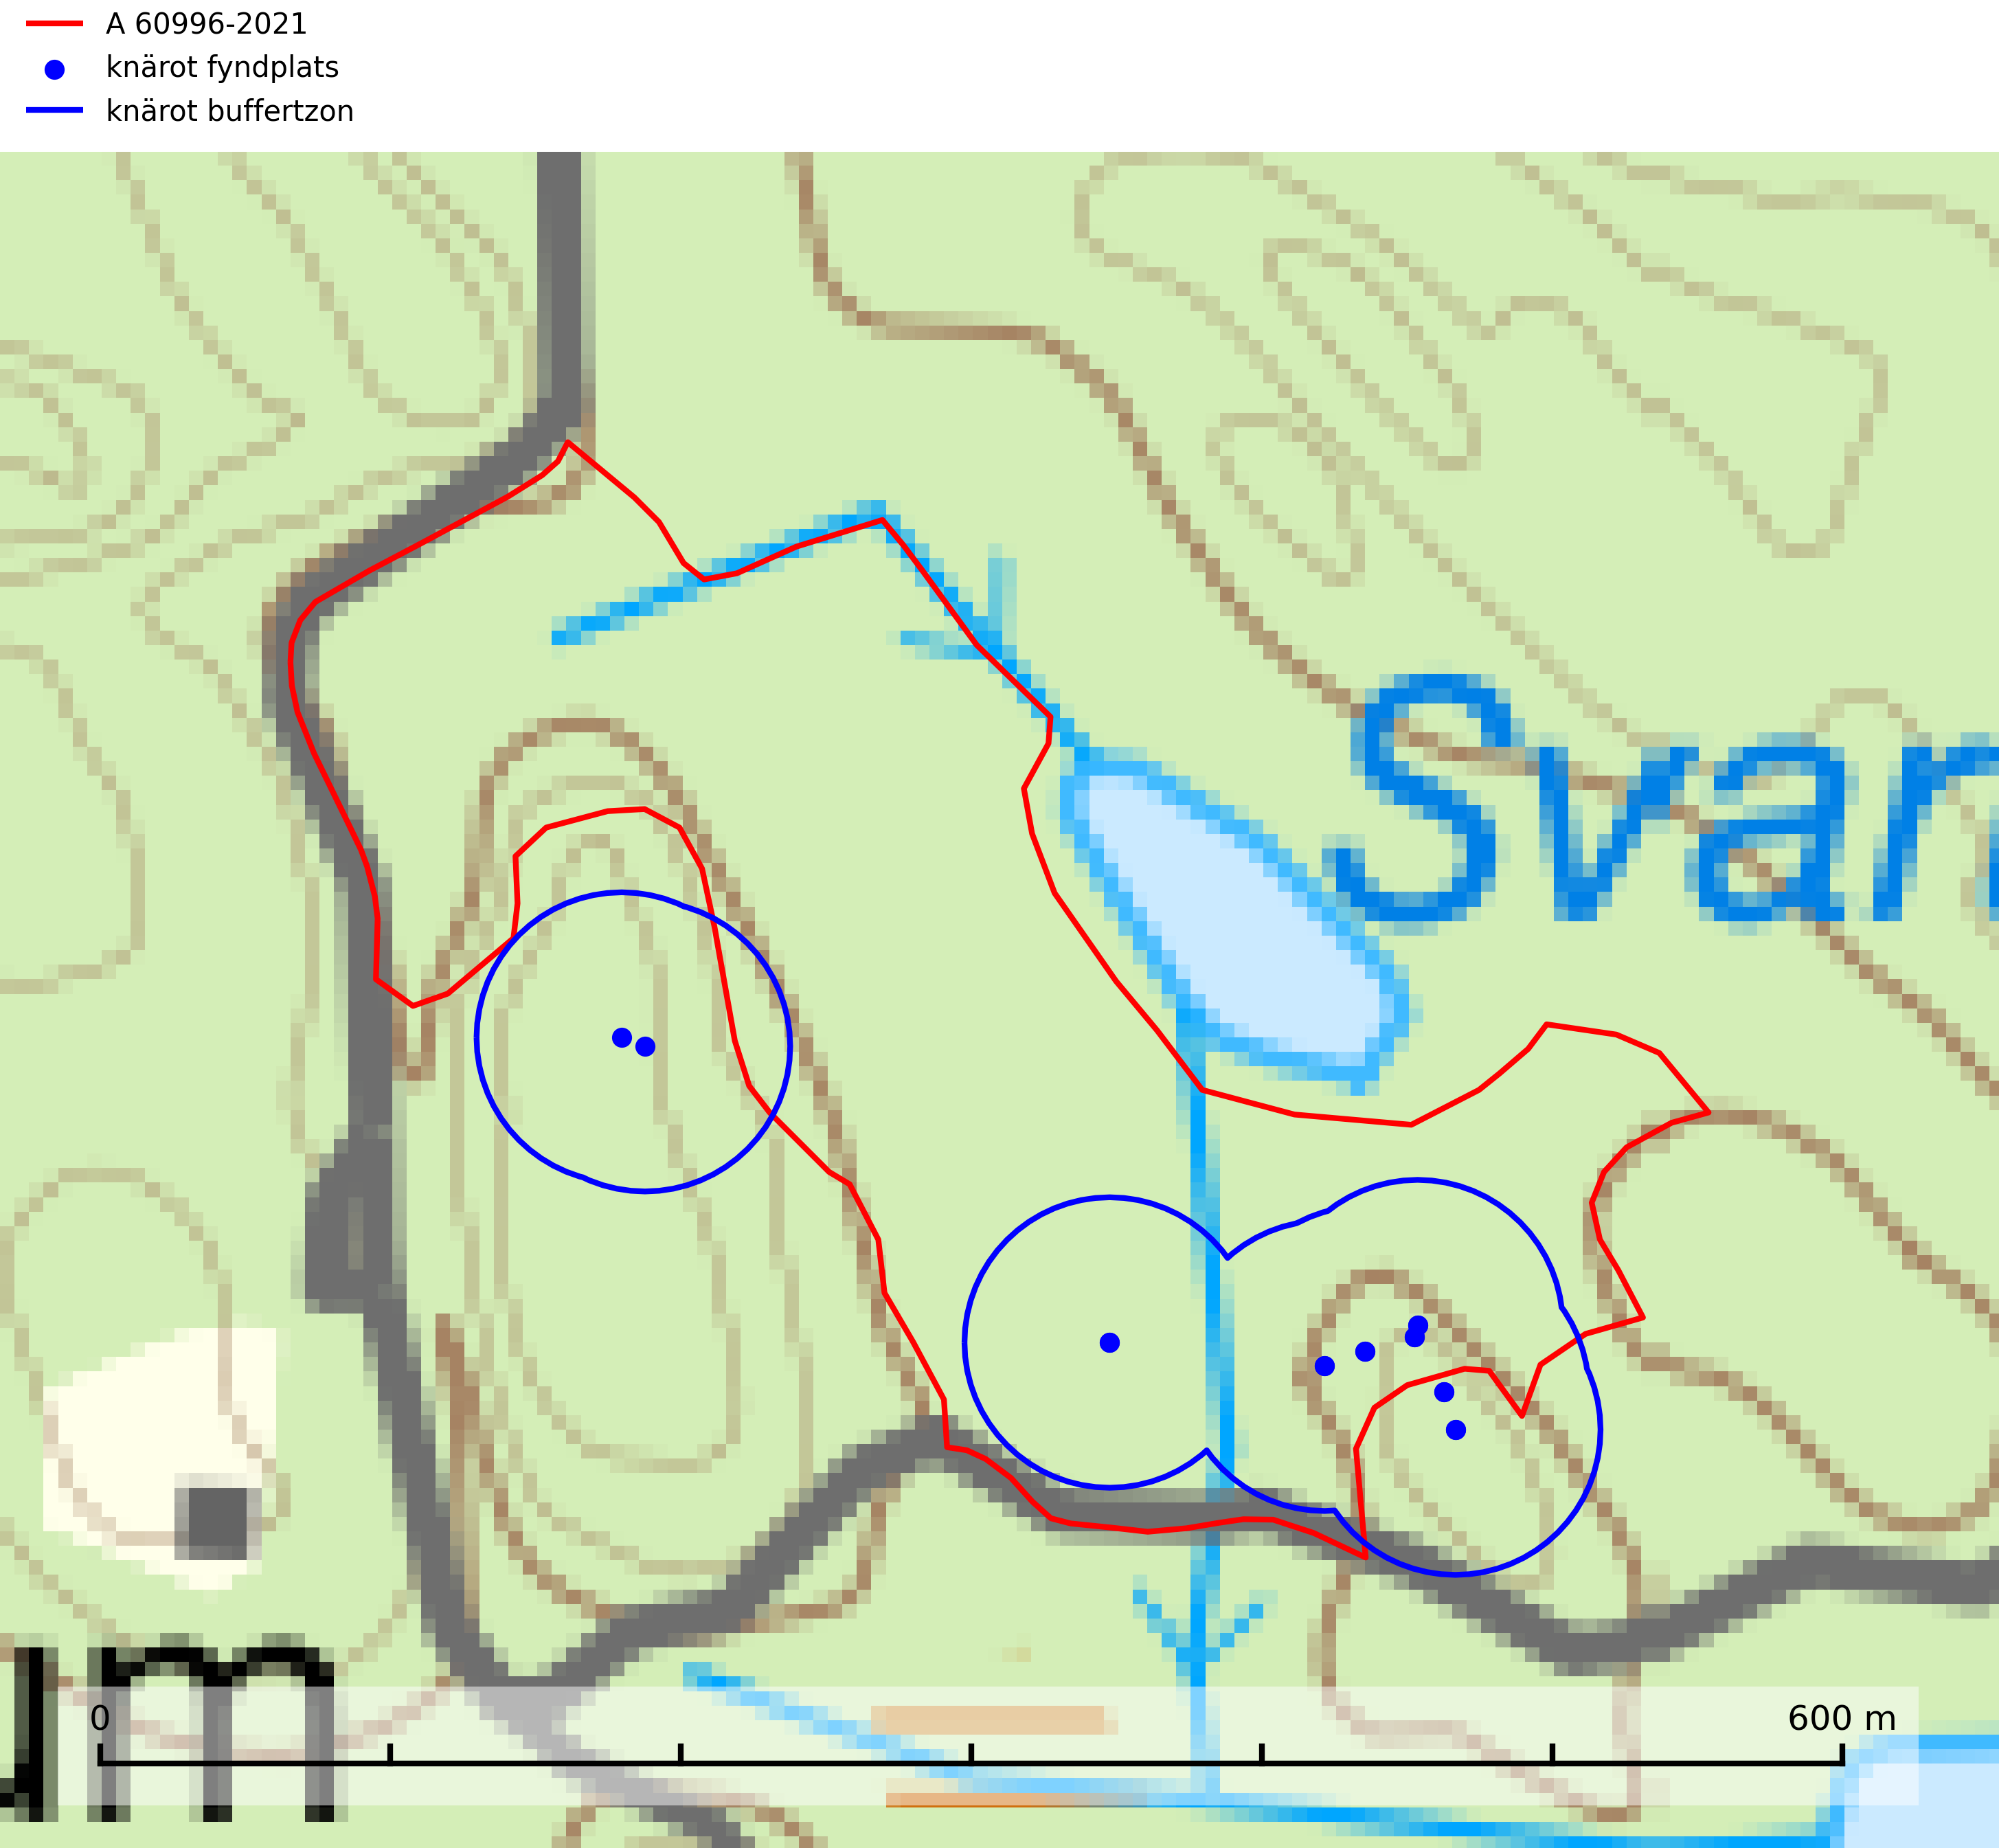 A 60996-2021
knärot fyndplats
knärot buffertzon
Svar
0
600 m